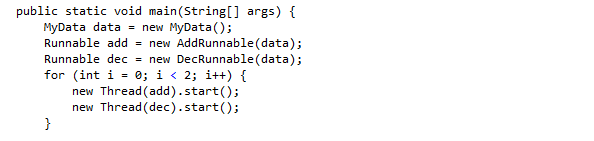 public static void main(String[] args) {
    MyData data = new MyData();
    Runnable add = new AddRunnable(data);
    Runnable dec = new DecRunnable(data);
    for (int i = 0; i < 2; i++) {
        new Thread(add).start();
        new Thread(dec).start();
    }